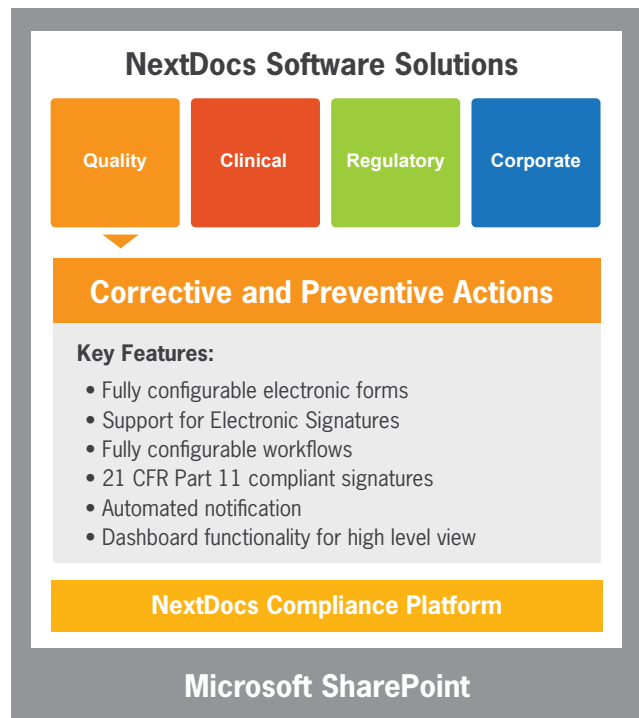 NextDocs Software Solutions
Quality
Clinical
Regulatory
Corporate
Corrective and Preventive Actions
Key Features:
• Fully configurable electronic forms
• Support for Electronic Signatures
• Fully configurable workflows
• 21 CFR Part 11 compliant signatures
• Automated notification
• Dashboard functionality for high level view
NextDocs Compliance Platform
Microsoft SharePoint